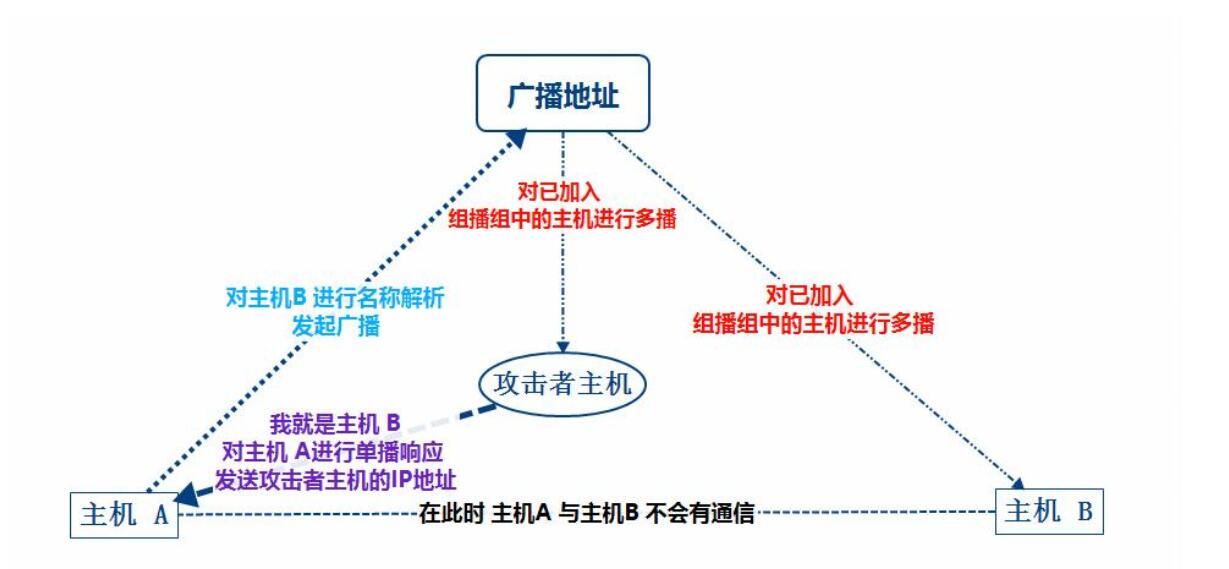 广播地址
对已加入
组播组中的主机进行多播
对主机B 进行名称解析
发起广播
对已加入
组播组中的主机进行多播
攻击者主机
我就是主机 B
对主机 A进行单播响应
发送攻击者主机的IP地址
主机 A
在此时 主机A 与主机B 不会有通信
主机 B